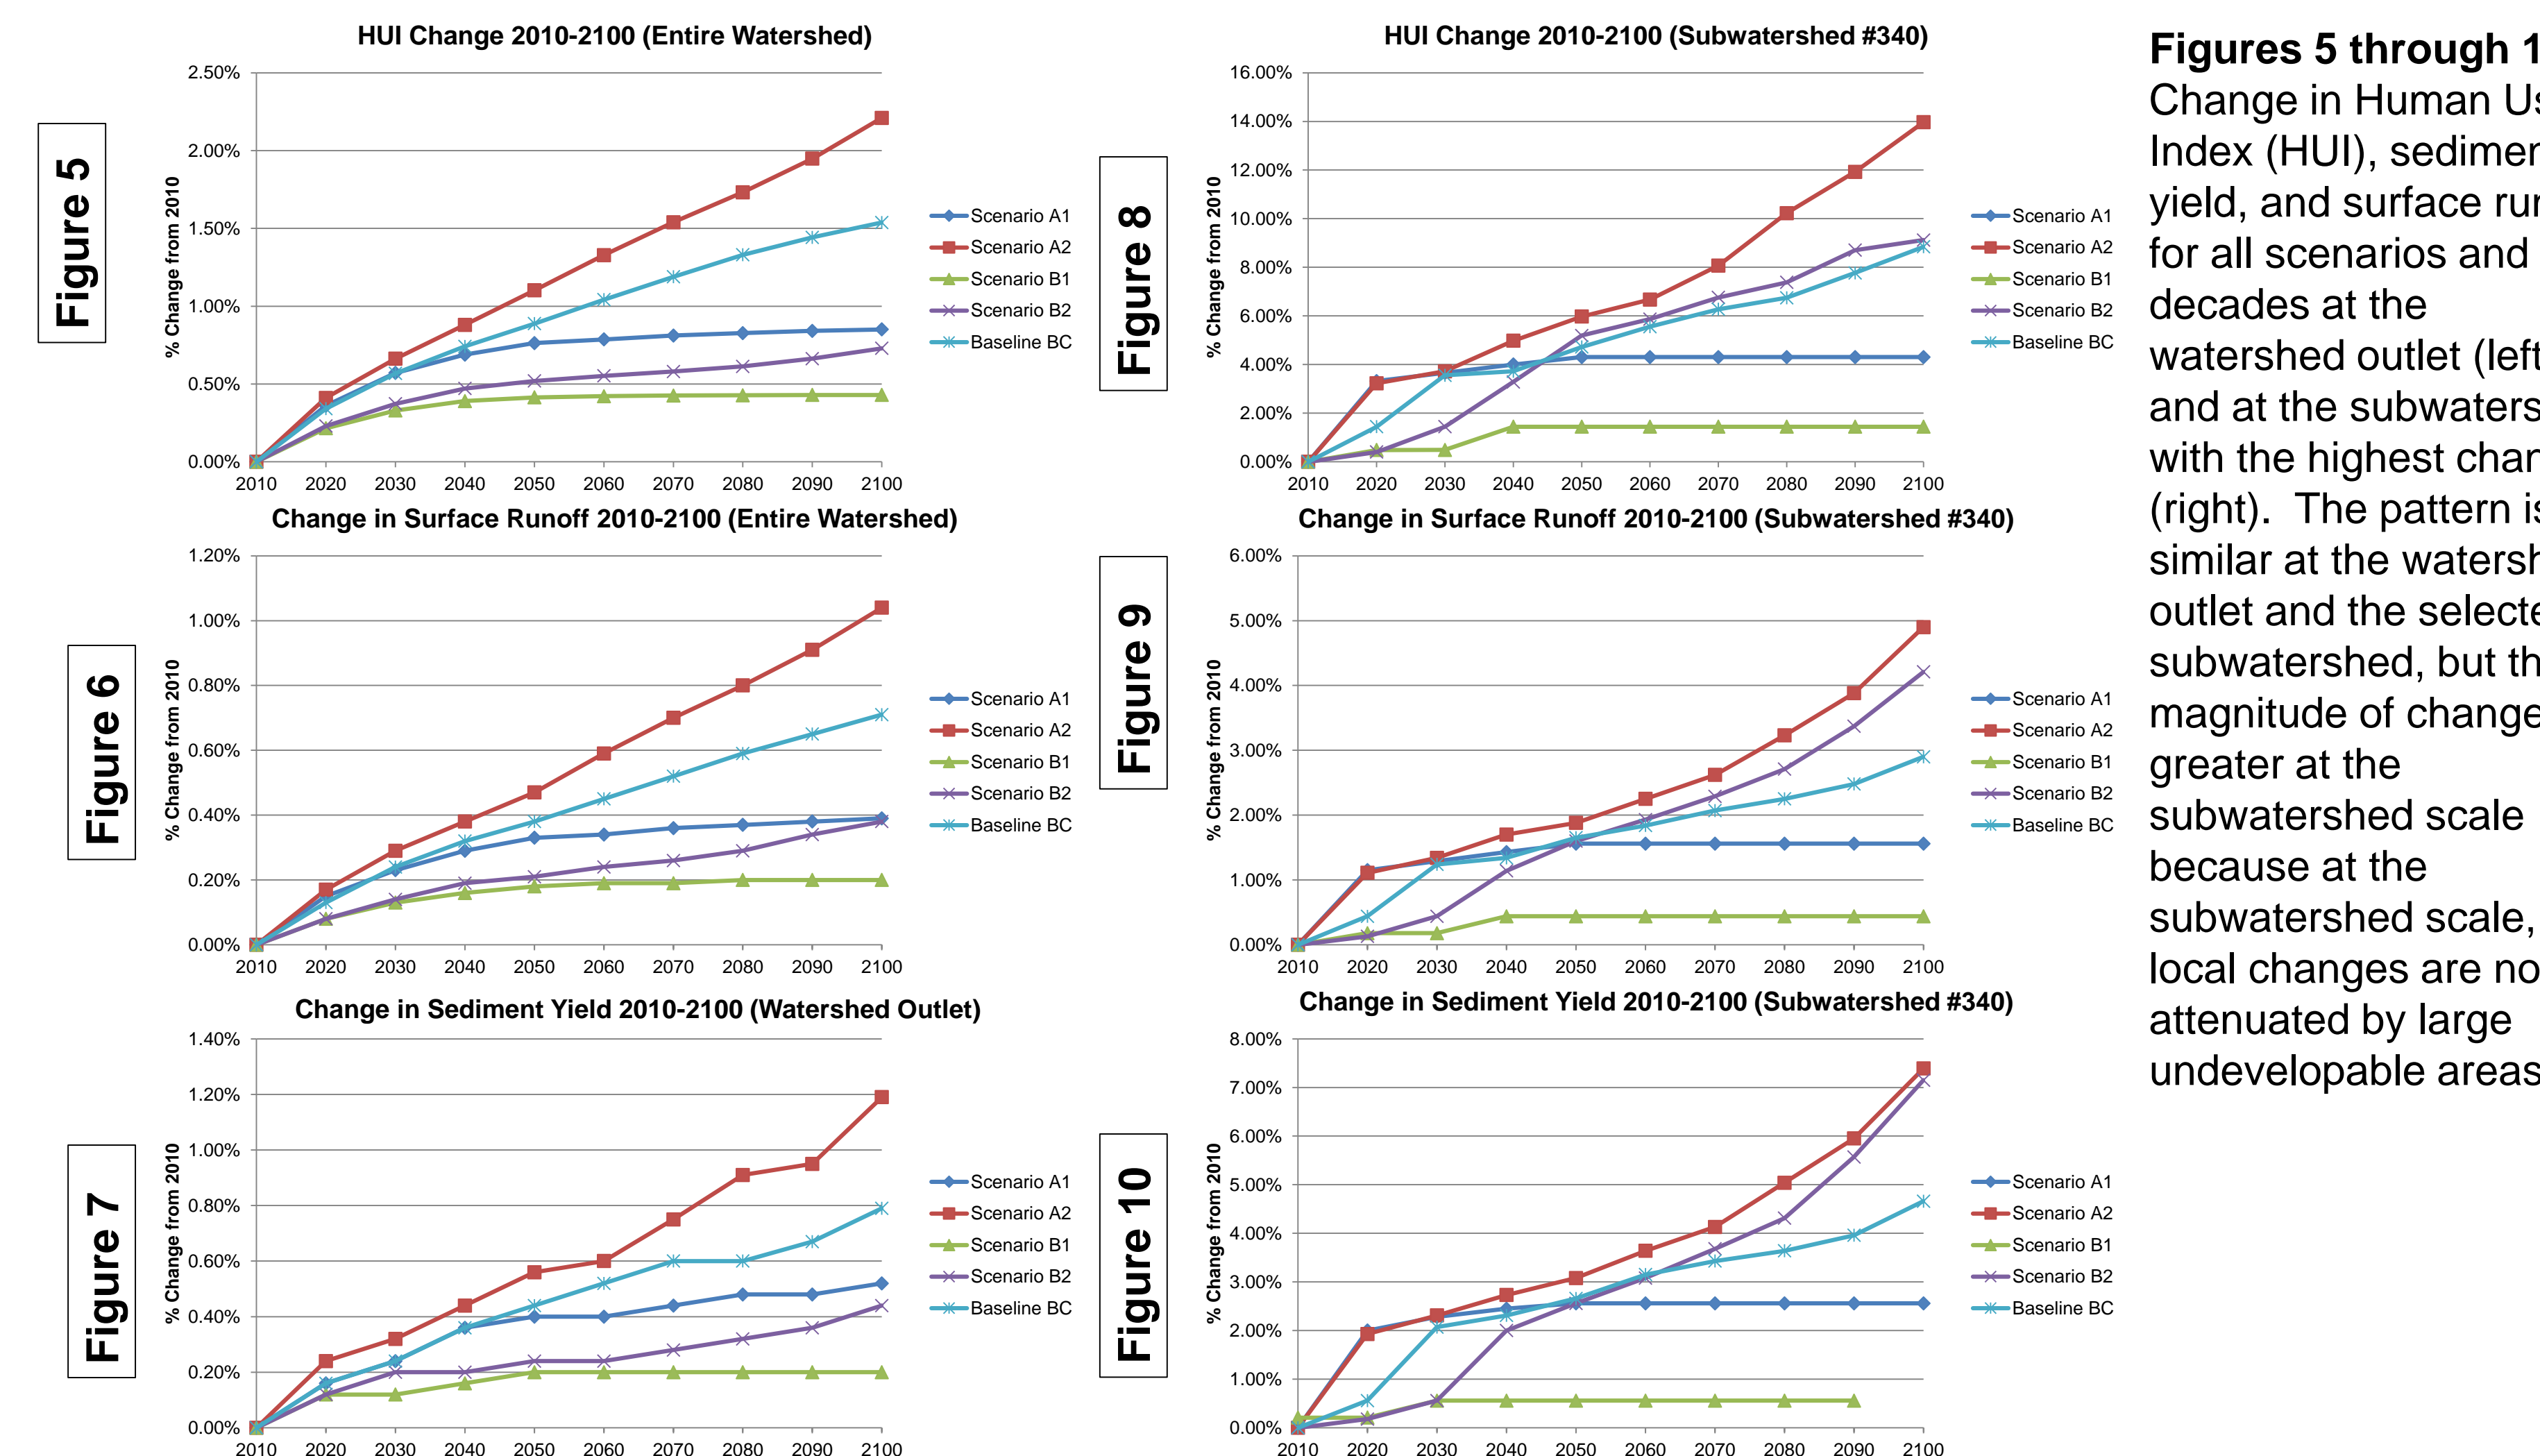 HUI Change 2010-2100 (Entire Watershed)
Figure 5
% Change from 2010
2.50%
2.00%
1.50%
1.00%
0.50%
0.00%
2010 2020 2030 2040 2050 2060 2070 2080 2090 2100
Scenario A1
Scenario A2
Scenario B1
Scenario B2
Baseline BC
Change in Surface Runoff 2010-2100 (Entire Watershed)
Figure 6
% Change from 2010
1.20%
1.00%
0.80%
0.60%
0.40%
0.20%
0.00%
2010 2020 2030 2040 2050 2060 2070 2080 2090 2100
Scenario A1
Scenario A2
Scenario B1
Scenario B2
Baseline BC
Change in Sediment Yield 2010-2100 (Watershed Outlet)
Figure 7
% Change from 2010
1.40%
1.20%
1.00%
0.80%
0.60%
0.40%
0.20%
0.00%
2010 2020 2030 2040 2050 2060 2070 2080 2090 2100
Scenario A1
Scenario A2
Scenario B1
Scenario B2
Baseline BC
HUI Change 2010-2100 (Subwatershed #340)
Figure 8
% Change from 2010
16.00%
14.00%
12.00%
10.00%
8.00%
6.00%
4.00%
2.00%
0.00%
2010 2020 2030 2040 2050 2060 2070 2080 2090 2100
Scenario A1
Scenario A2
Scenario B1
Scenario B2
Baseline BC
Change in Surface Runoff 2010-2100 (Subwatershed #340)
Figure 9
% Change from 2010
6.00%
5.00%
4.00%
3.00%
2.00%
1.00%
0.00%
2010 2020 2030 2040 2050 2060 2070 2080 2090 2100
Scenario A1
Scenario A2
Scenario B1
Scenario B2
Baseline BC
Change in Sediment Yield 2010-2100 (Subwatershed #340)
Figure 10
% Change from 2010
8.00%
7.00%
6.00%
5.00%
4.00%
3.00%
2.00%
1.00%
0.00%
2010 2020 2030 2040 2050 2060 2070 2080 2090 2100
Scenario A1
Scenario A2
Scenario B1
Scenario B2
Baseline BC
Figures 5 through 1
Change in Human Us
Index (HUI), sedimen
yield, and surface ru
for all scenarios and
decades at the
watershed outlet (left
and at the subwaters
with the highest chan
(right). The pattern is
similar at the watersh
outlet and the selecte
subwatershed, but th
magnitude of change
greater at the
subwatershed scale
because at the
subwatershed scale,
local changes are no
attenuated by large
undevelopable areas